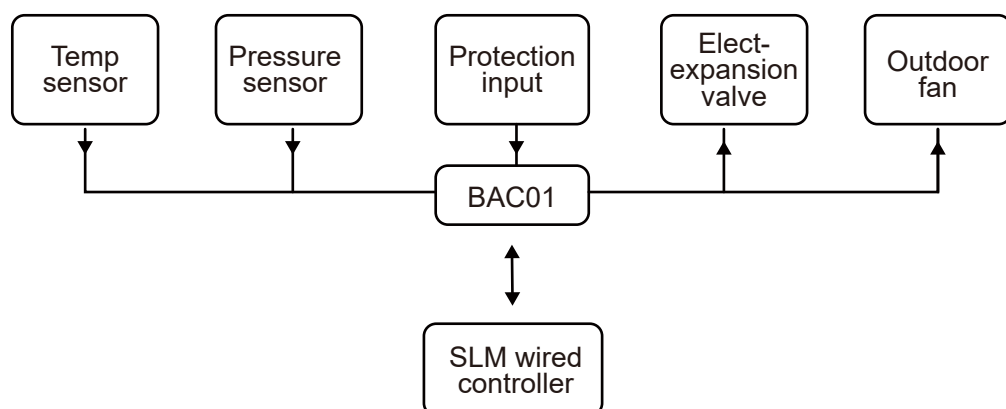 Temp
sensor
Pressure
sensor
Protection
input
Elect-
expansion
valve
Outdoor
fan
BAC01
SLM wired
controller